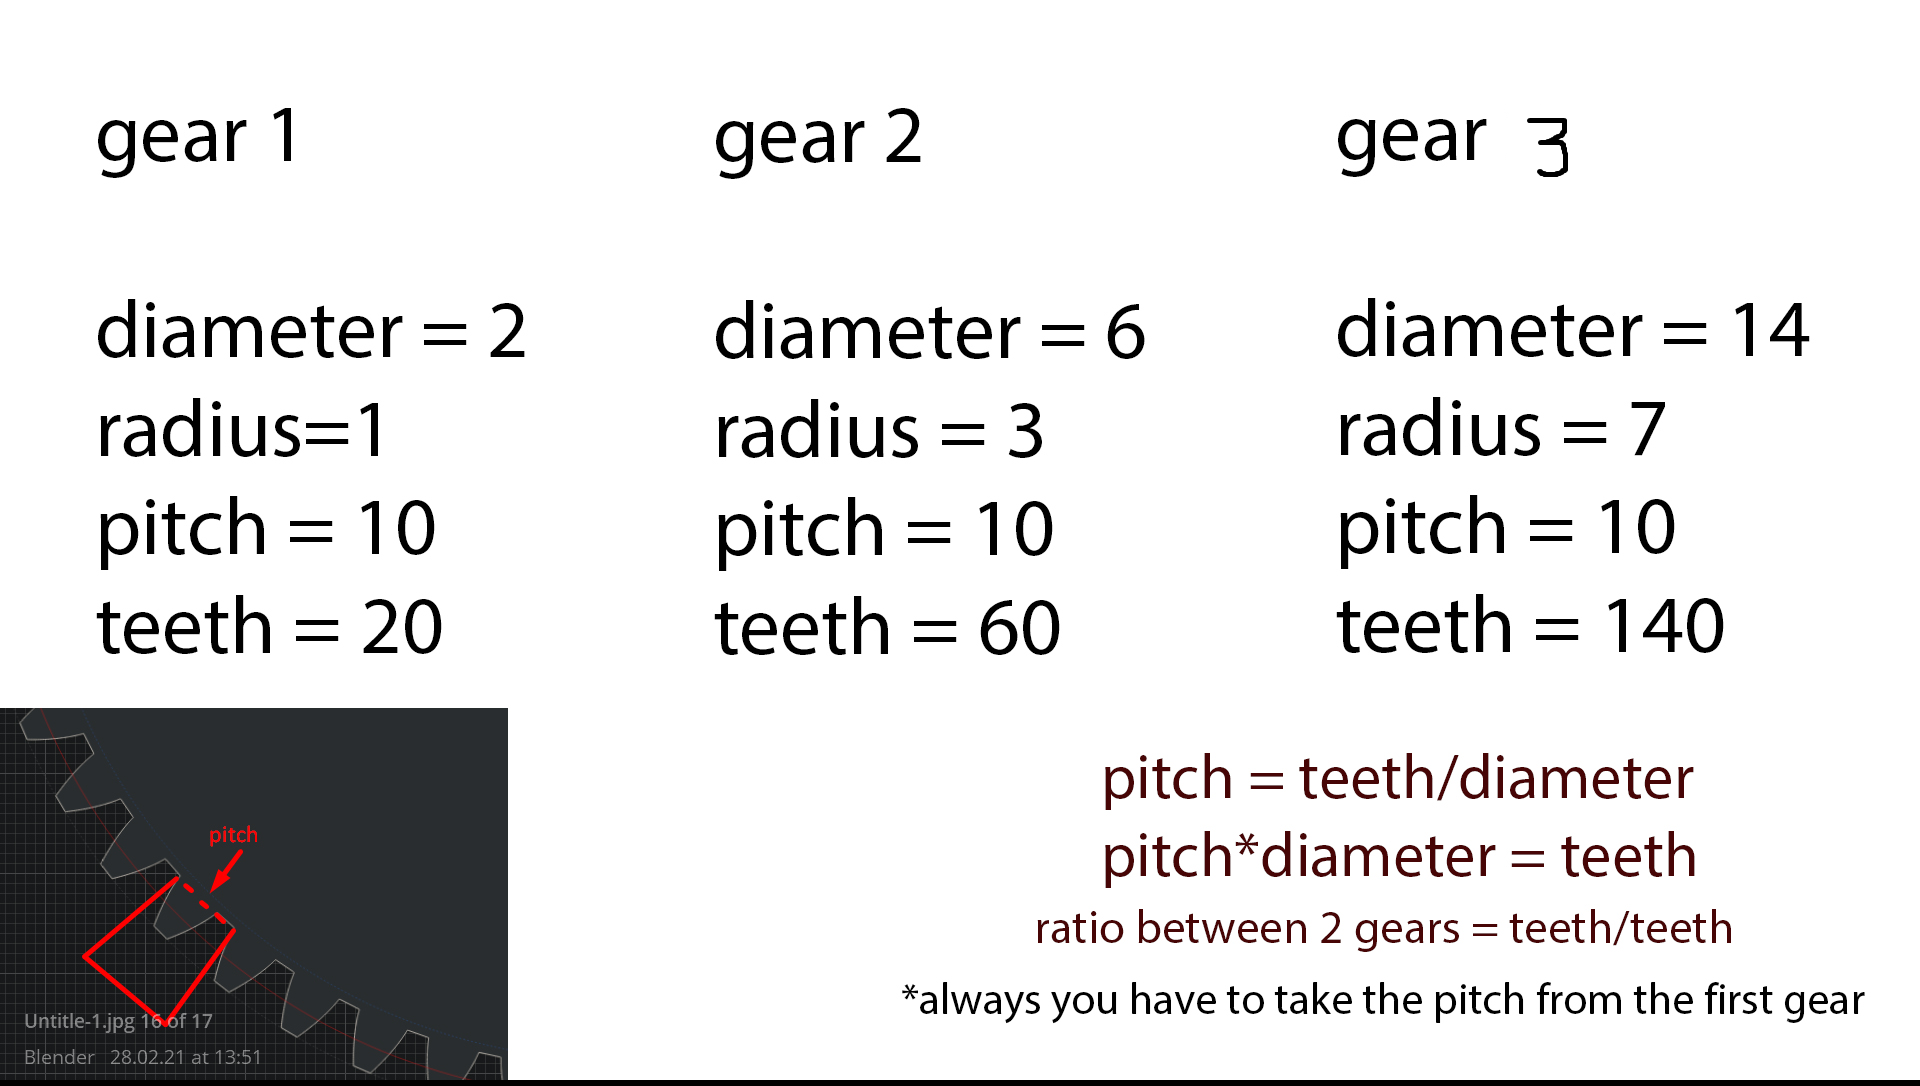 gear 1
diameter = 2
radius=1
pitch = 10
teeth = 20
gear 2
diameter = 6
radius = 3
pitch = 10
teeth = 60
gear 3
diameter = 14
radius = 7
pitch = 10
teeth = 140
pitch
Untitle-1.jpg 16 of 17
Blender 28.02.21 at 13:51
pitch = teeth/diameter
pitch*diameter = teeth
ratio between 2 gears = teeth/teeth
*always you have to take the pitch from the first gear